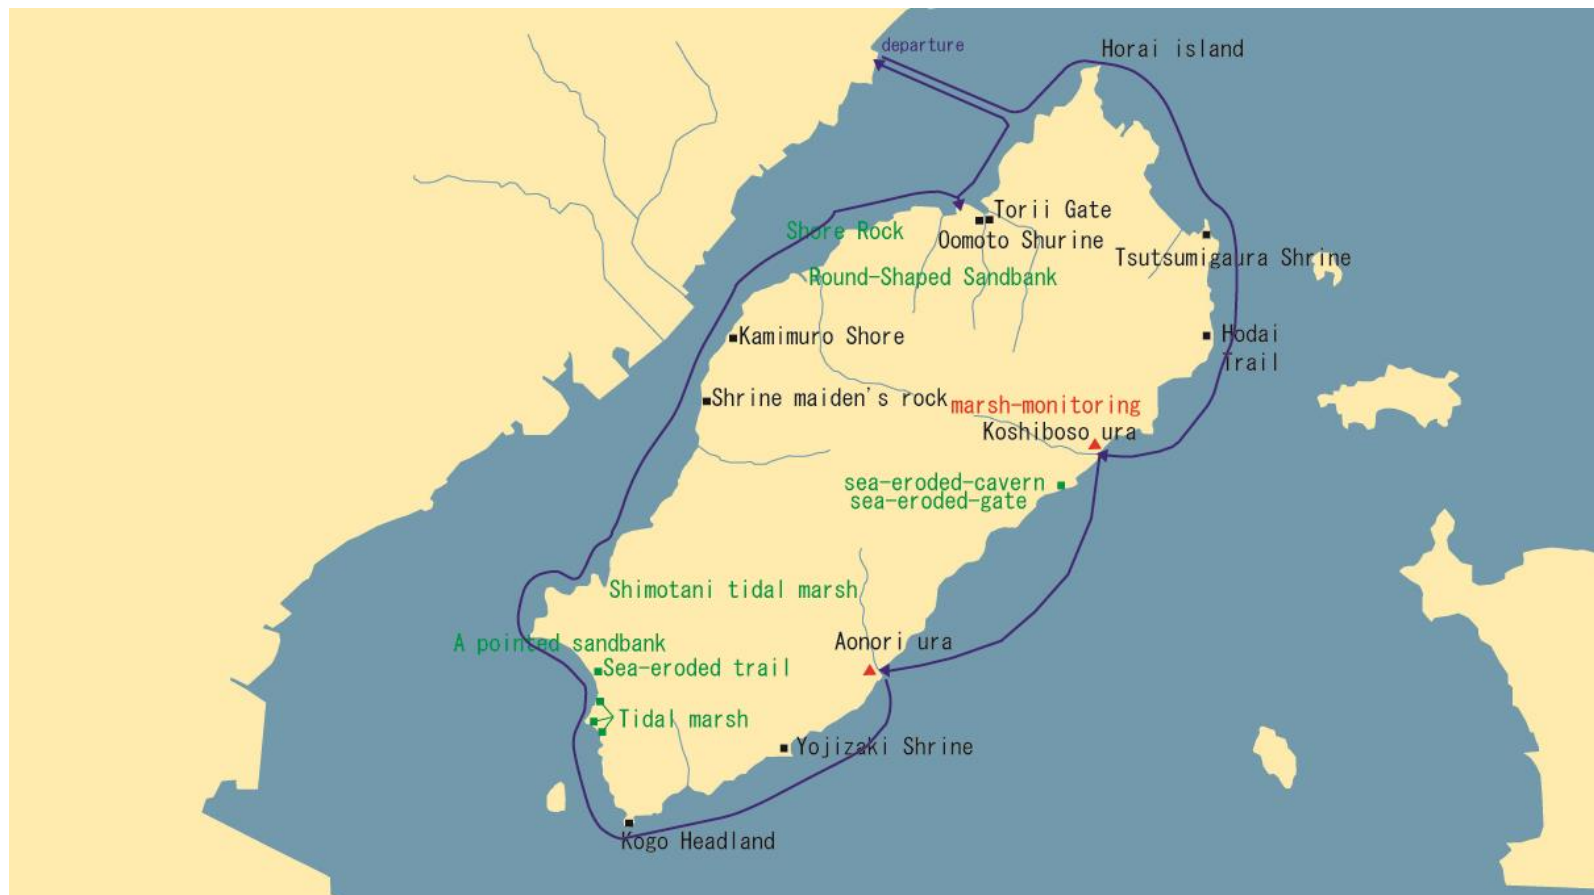 departure
Horai island
Torii Gate
Shore Rock
Oomoto Shurine
Tsutsumigaura Shrine
Round-Shaped Sandbank
Kamimuro Shore
Hodai
Trail
Shrine maiden's rock
marsh-monitoring
Koshiboso ura
sea-eroded-cavern
sea-eroded-gate
Shimotani tidal marsh
A pointed sandbank
Aonori ura
Sea-eroded trail
Tidal marsh
Yojizaki Shrine
Kogo Headland